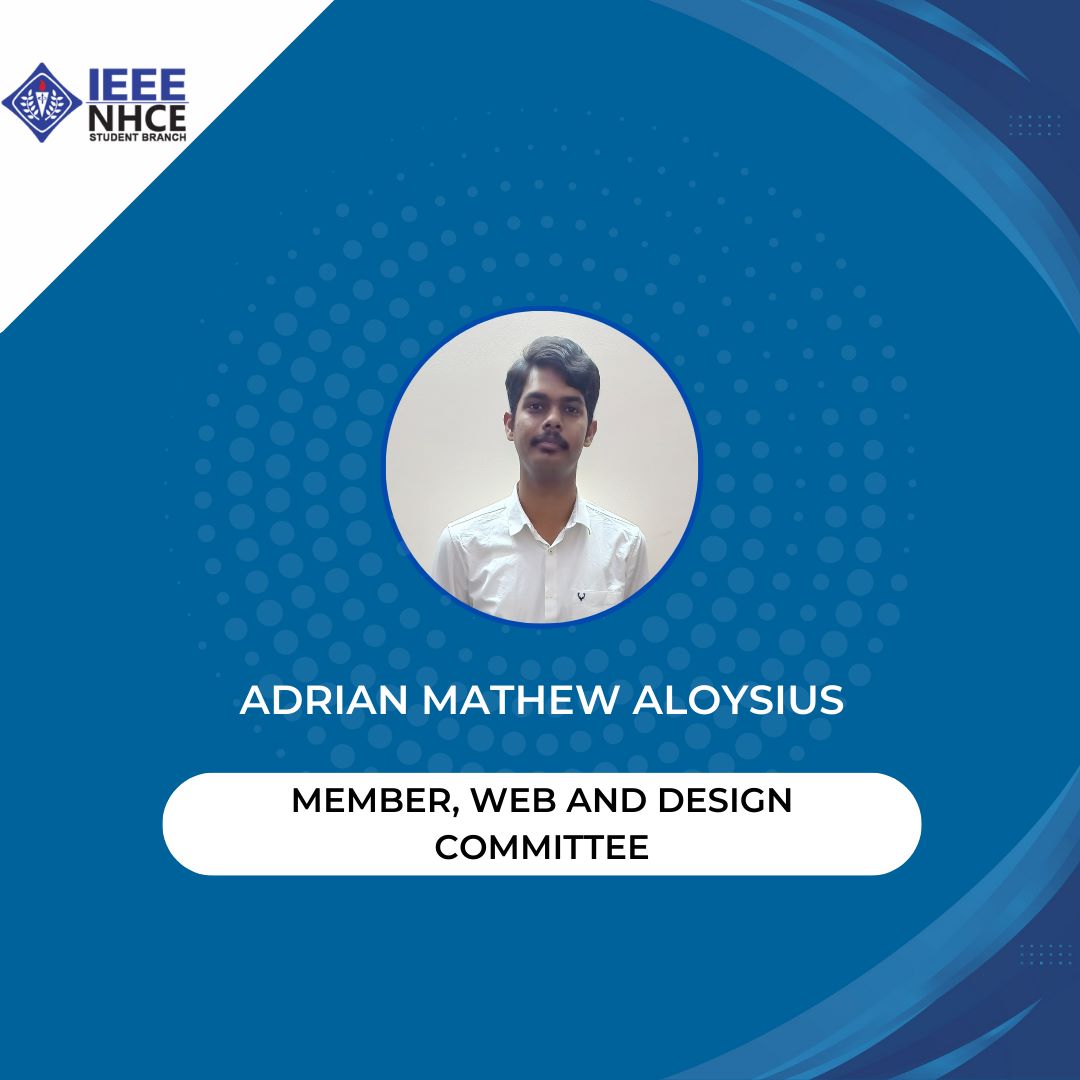 IEEE
NHCE
STUDENT BRANCH
ADRIAN MATHEW ALOYSIUS
MEMBER, WEB AND DESIGN
COMMITTEE